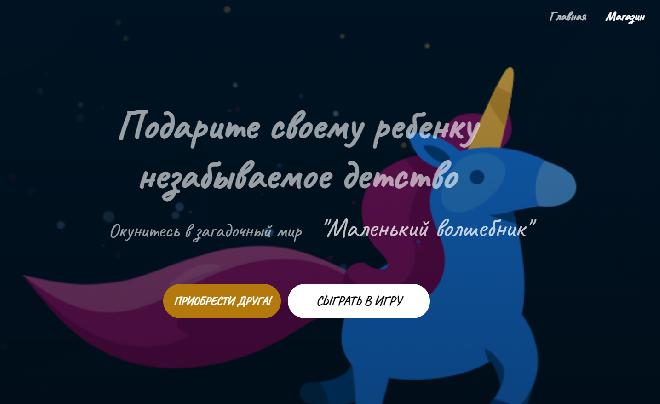 Главная Магазин
Подарите своему ребенку
незабываемое детство
Окунитесь в загадочный мир "Маленький волшебник"
ПРИОБРЕСТИ ДРУГА! СЫГРАТЬ В ИГРУ